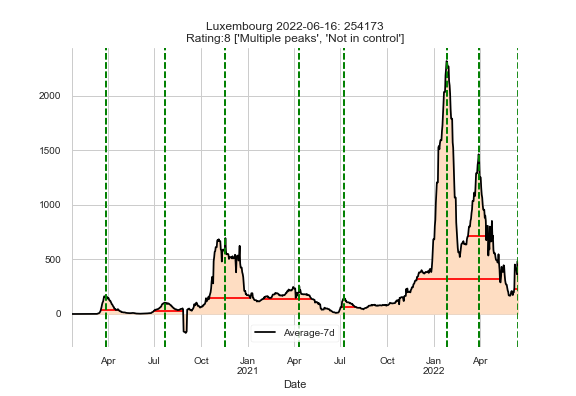 Luxembourg 2022-06-16: 254173
Rating:8 ['Multiple peaks', 'Not in control']
2000
1500
1000
500
0
Average-7d
Apr Jul Oct Jan Apr Jul Oct Jan Apr
2021 2022
Date